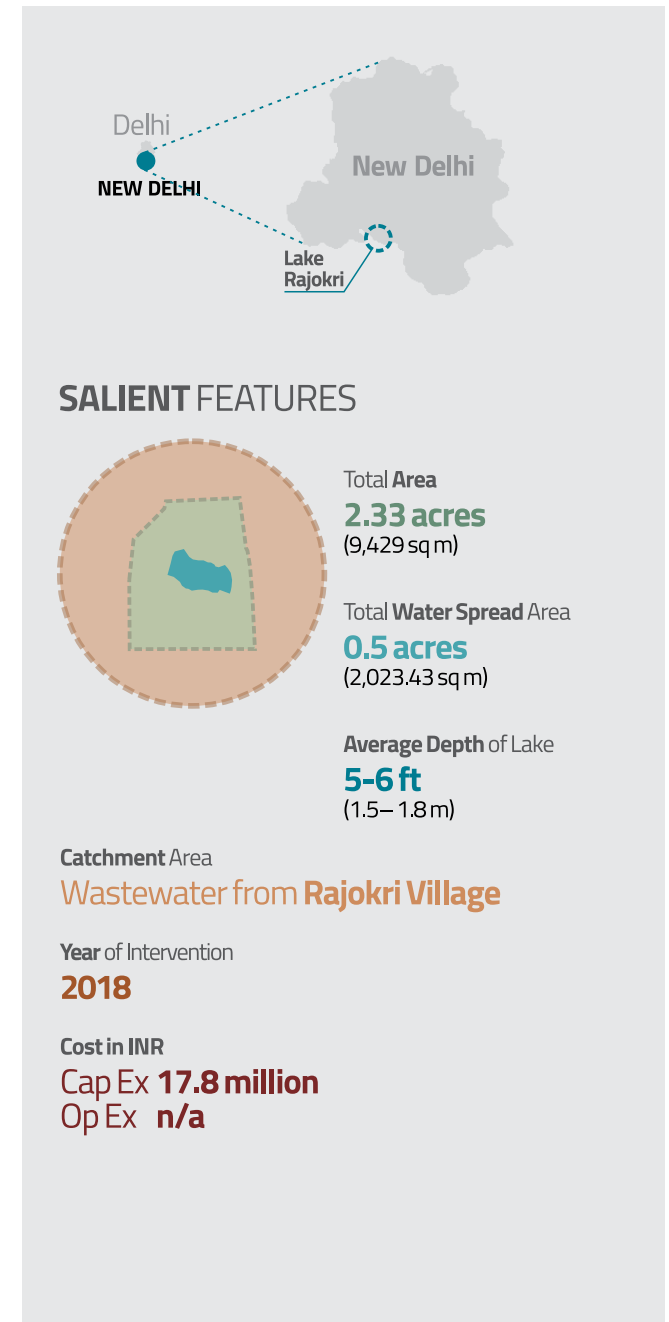 Delhi
NEW DELHI
New Delhi
Lake
Rajokri
SALIENT FEATURES
Total Area
2.33 acres
(9,429 sq m)
Total Water Spread Area
0.5 acres
(2,023.43 sq m)
Average Depth of Lake
5-6 ft
(1.5– 1.8 m)
Catchment Area
Wastewater from Rajokri Village
Year of Intervention
2018
Cost in INR
Cap Ex 17.8 million
Op Ex n/a